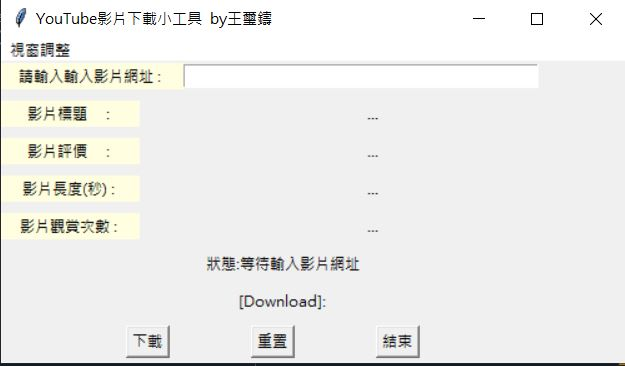 YouTube影片下載小工具 by王璽鑄
視窗調整
請輸入輸入影片網址 :
影片標題 : ...
影片評價 : ...
影片長度(秒) : ...
影片觀賞次數 : ...
狀態:等待輸入影片網址
[Download]:
下載 重置 結束